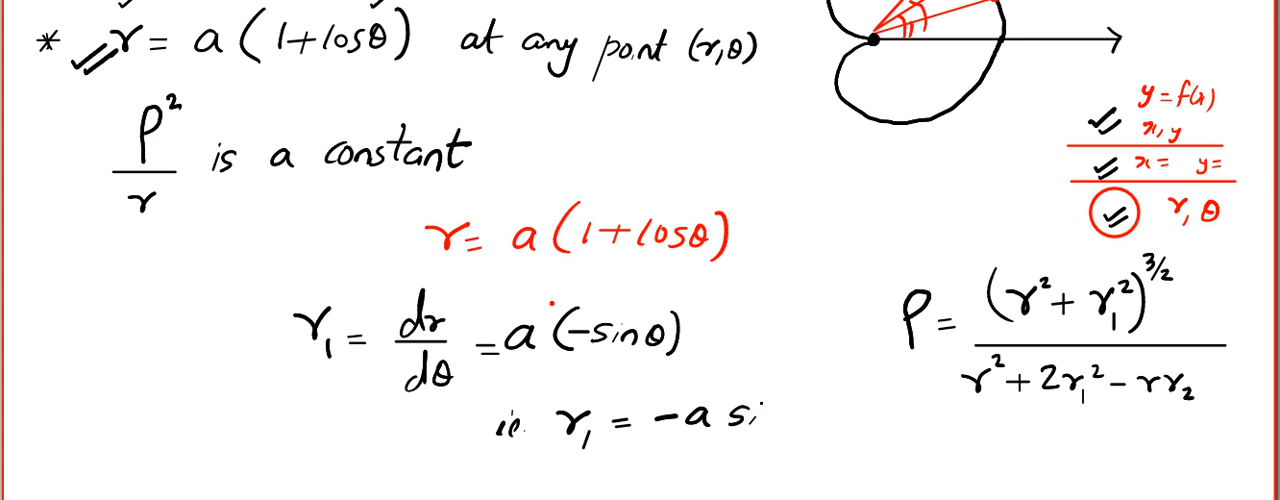 * r = a(1+cosθ) at any point (r,θ)
ρ²/r is a constant
r = a(1+cosθ)
r₁ = dr/dθ = a(-sinθ)
ie. r₁ = -a si
y = f(x)
x, y
x = y =
r, θ
ρ = (r² + r₁²)^3/2 / r² + 2r₁² - rr₂